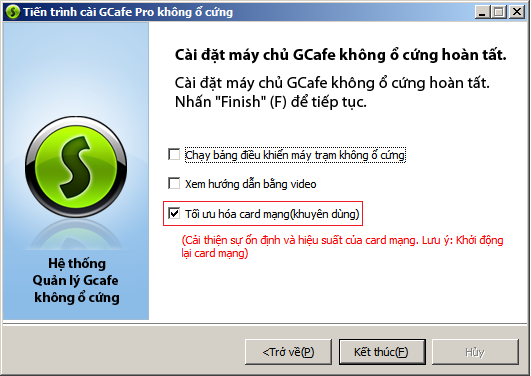 Tiến trình cài GCafe Pro không ổ cứng
Cài đặt máy chủ GCafe không ổ cứng hoàn tất.
Cài đặt máy chủ GCafe không ổ cứng hoàn tất.
Nhấn "Finish" (F) để tiếp tục.
Chạy bảng điều khiển máy trạm không ổ cứng
Xem hướng dẫn bằng video
Tối ưu hóa card mạng(khuyên dùng)
(Cải thiện sự ổn định và hiệu suất của card mạng. Lưu ý: Khởi động
lại card mạng)
Hệ thống
Quản lý Gcafe
không ổ cứng
<Trở về(P)
Kết thúc(F)
Hủy